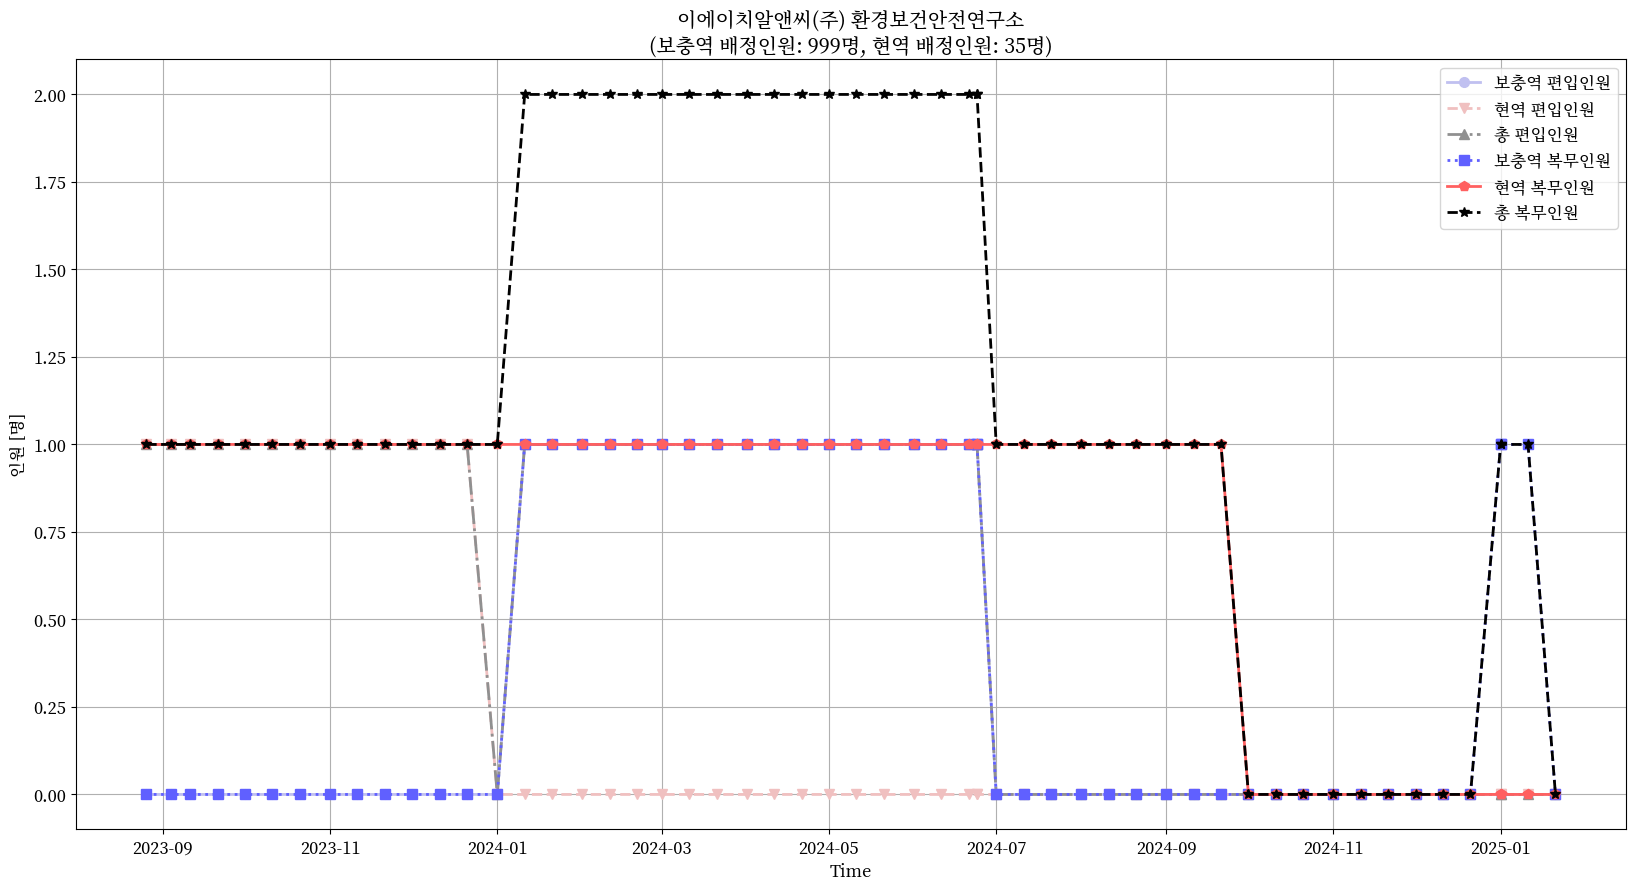 이에이치알앤씨(주) 환경보건안전연구소
(보충역 배정인원: 999명, 현역 배정인원: 35명)
보충역 편입인원
현역 편입인원
총 편입인원
보충역 복무인원
현역 복무인원
총 복무인원
인원 [명]
2.00
1.75
1.50
1.25
1.00
0.75
0.50
0.25
0.00
2023-09
2023-11
2024-01
2024-03
2024-05
2024-07
2024-09
2024-11
2025-01
Time